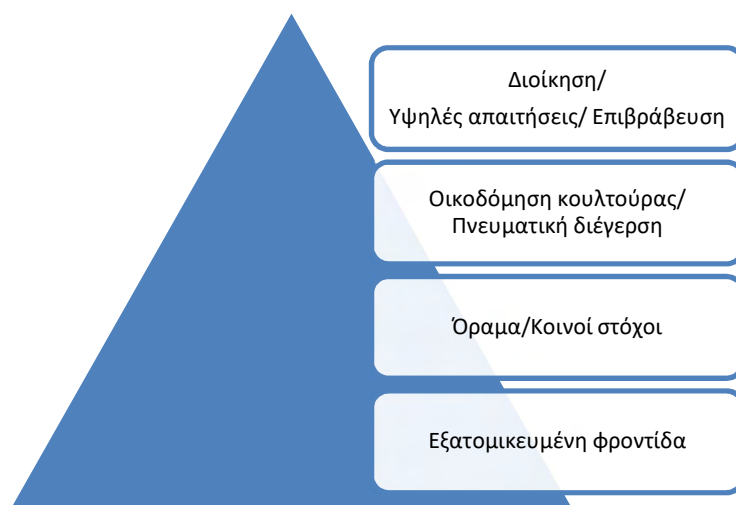 Διοίκηση/
Υψηλές απαιτήσεις/ Επιβράβευση
Οικοδόμηση κουλτούρας/
Πνευματική διέγερση
Όραμα/Κοινοί στόχοι
Εξατομικευμένη φροντίδα